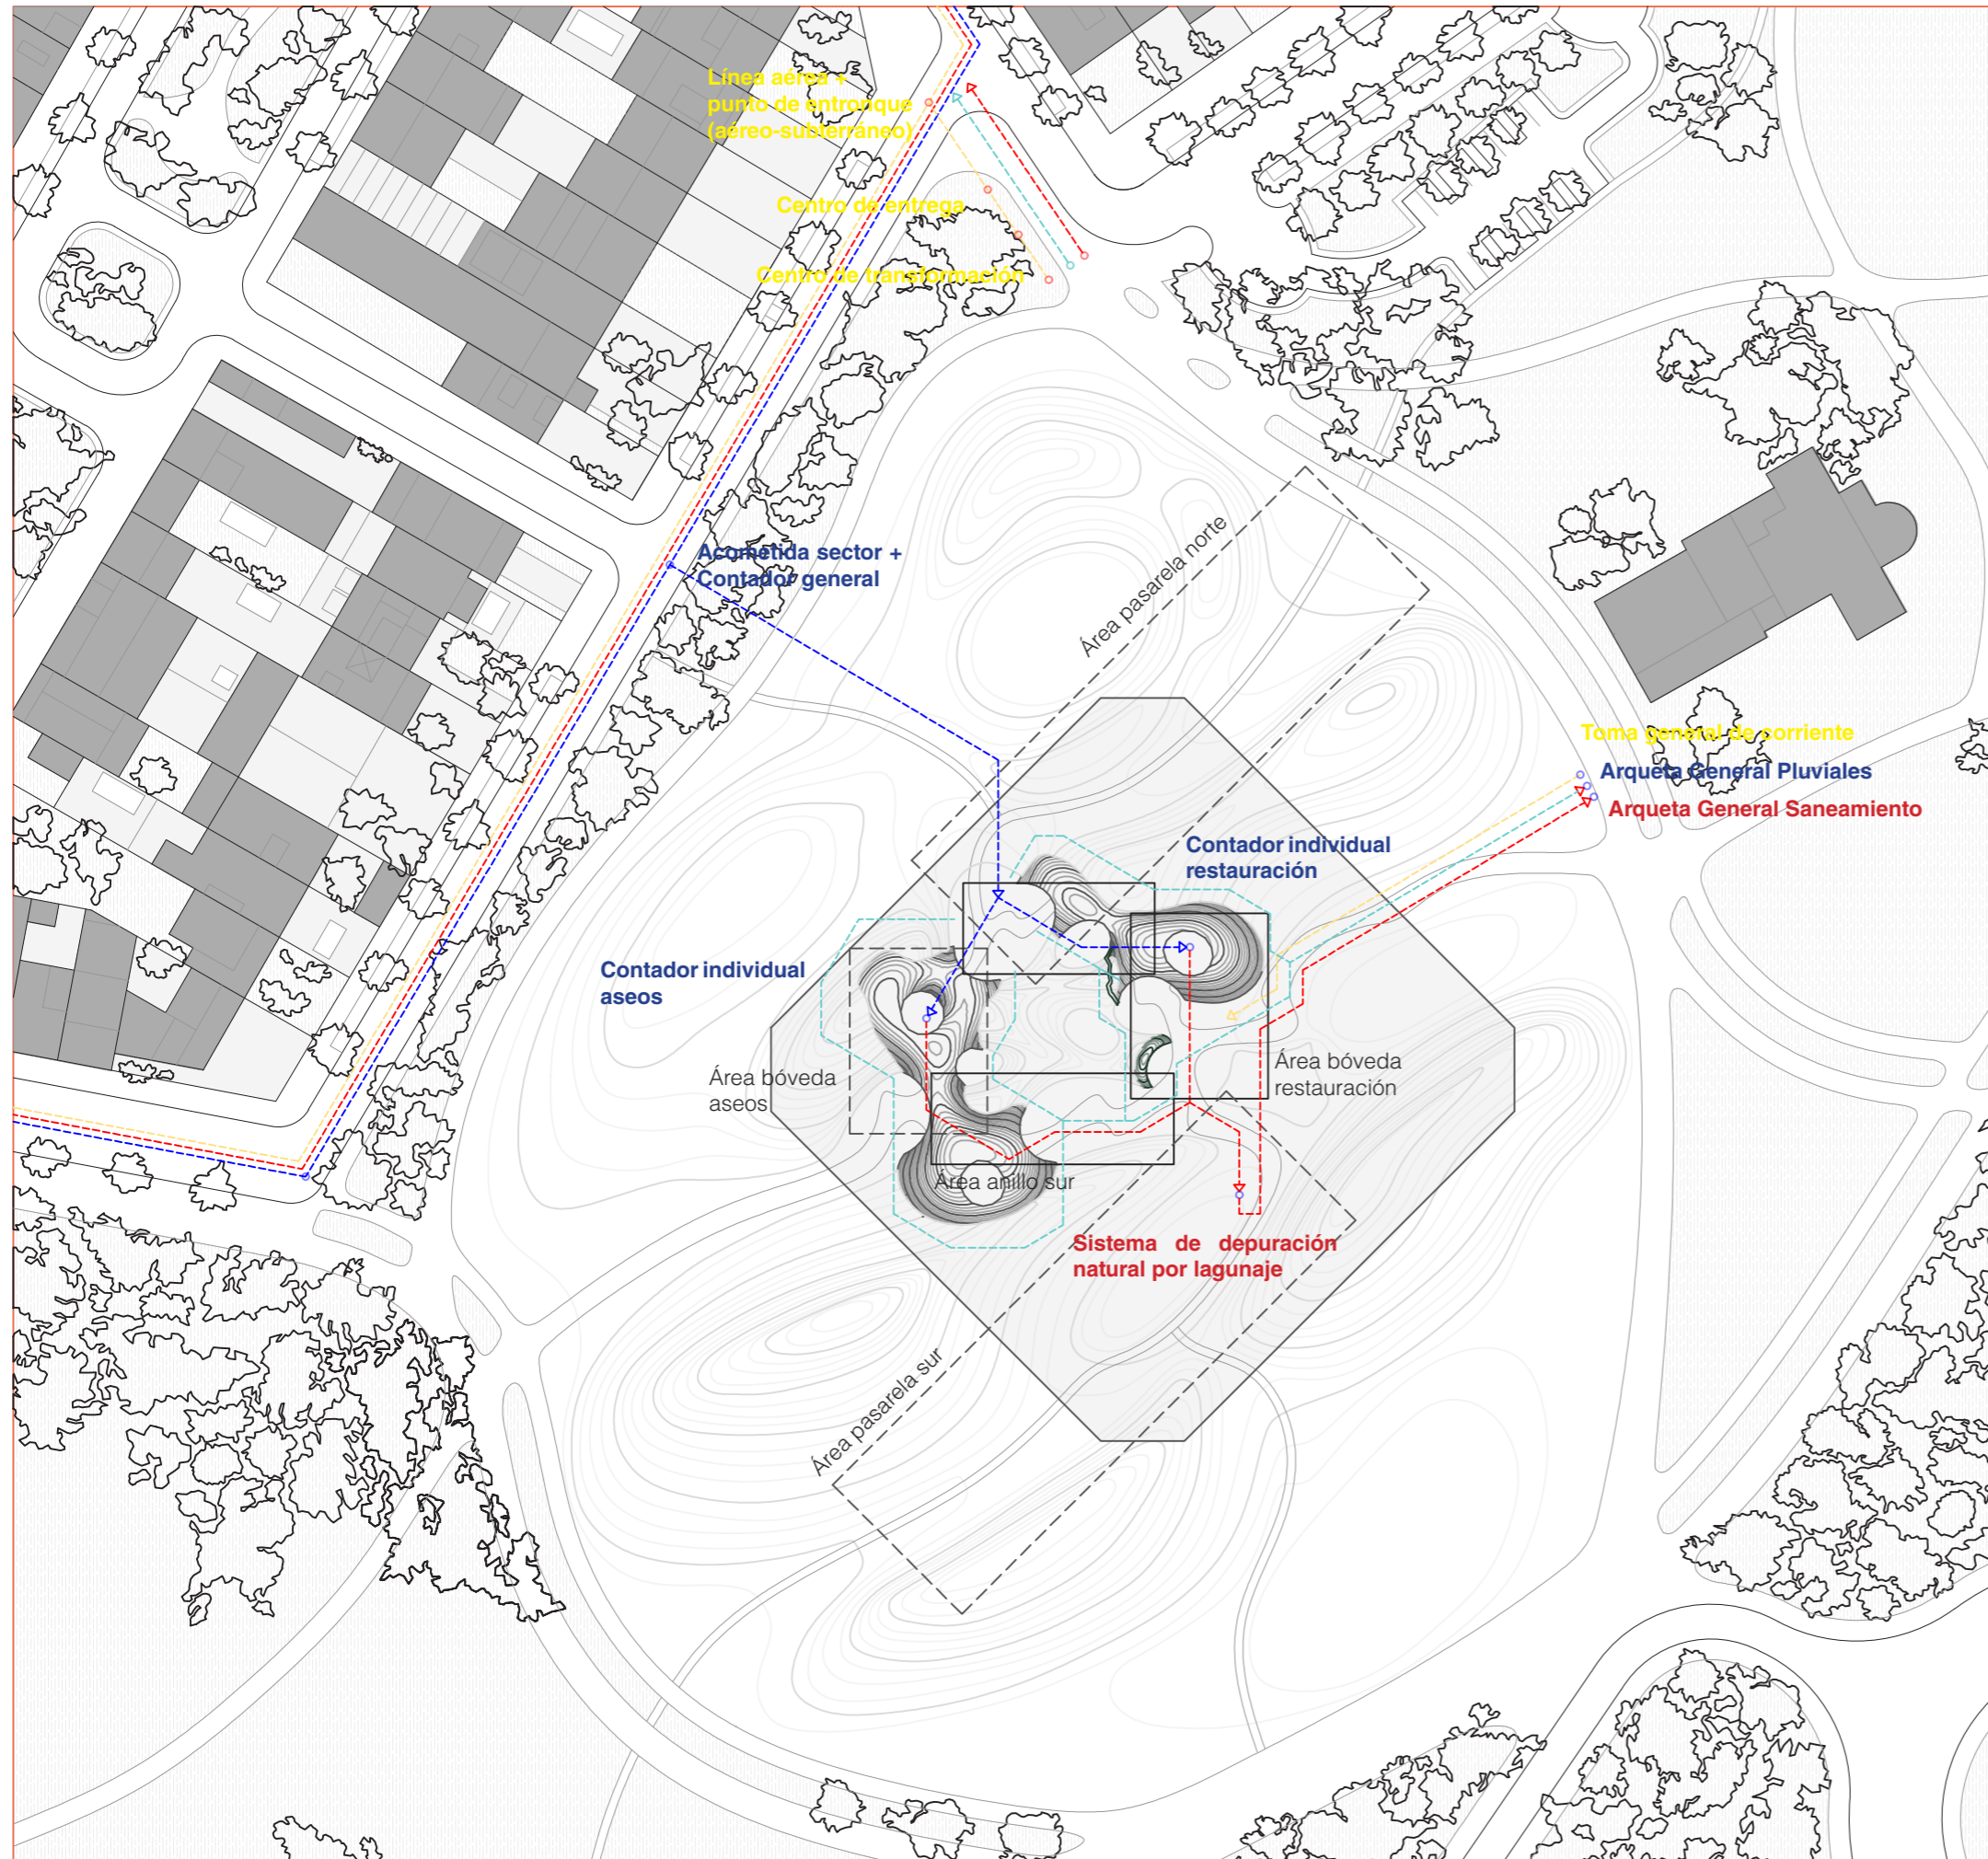 Línea aérea +
punto de entronque
(aéreo-subterráneo)
Centro de entrega
Centro de transformación
Acometida sector +
Contador general
Área pasarela norte
Toma general de corriente
Arqueta General Pluviales
Arqueta General Saneamiento
Contador individual
restauración
Contador individual
aseos
Área bóveda
aseos
Área bóveda
restauración
Área anillo sur
Sistema de depuración
natural por lagunaje
Área pasarela sur